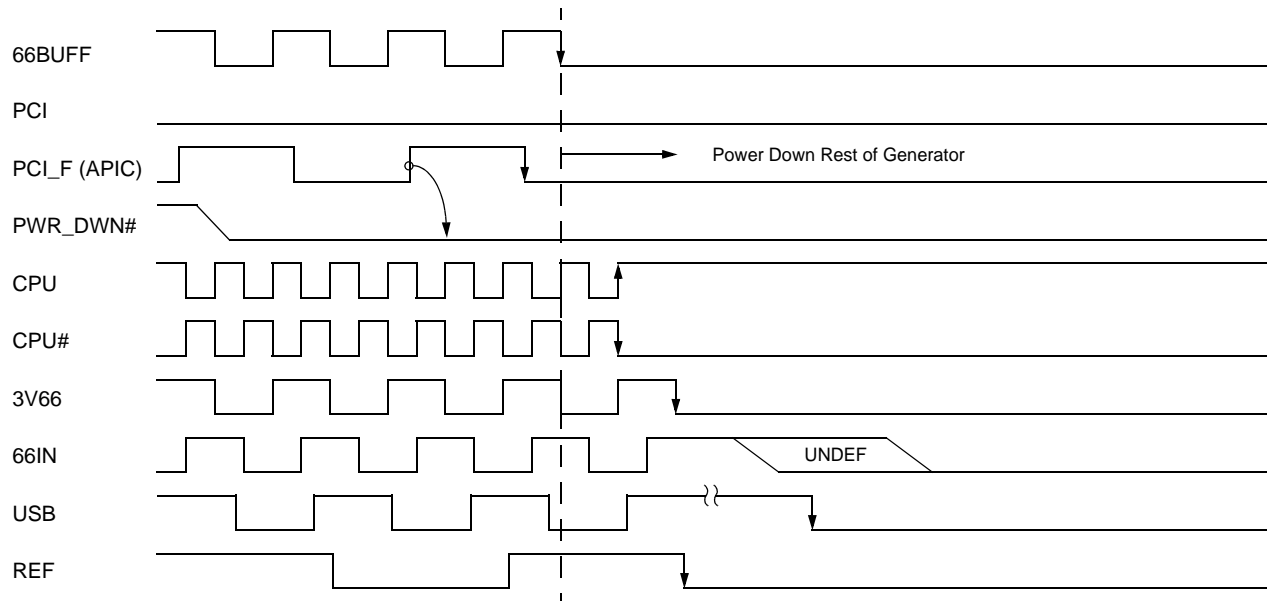 66BUFF
PCI
PCI_F (APIC)
Power Down Rest of Generator
PWR_DWN#
CPU
CPU#
3V66
66IN
UNDEF
USB
REF